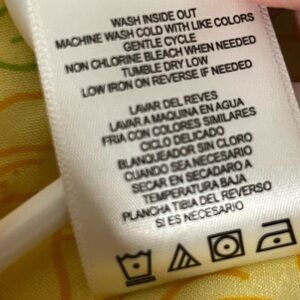 WASH INSIDE OUT
MACHINE WASH COLD WITH LIKE COLORS
GENTLE CYCLE
NON CHLORINE BLEACH WHEN NEEDED
TUMBLE DRY LOW
LOW IRON ON REVERSE IF NEEDED
LAVAR DEL REVES
LAVAR A MAQUINA EN AGUA
FRIA CON COLORES SIMILARES
CICLO DELICADO
BLANQUEADOR SIN CLORO
CUANDO SEA NECESARIO
SECAR EN SECADORA A
TEMPERATURA BAJA
PLANCHA TIBIA DEL REVERSO
SI ES NECESARIO